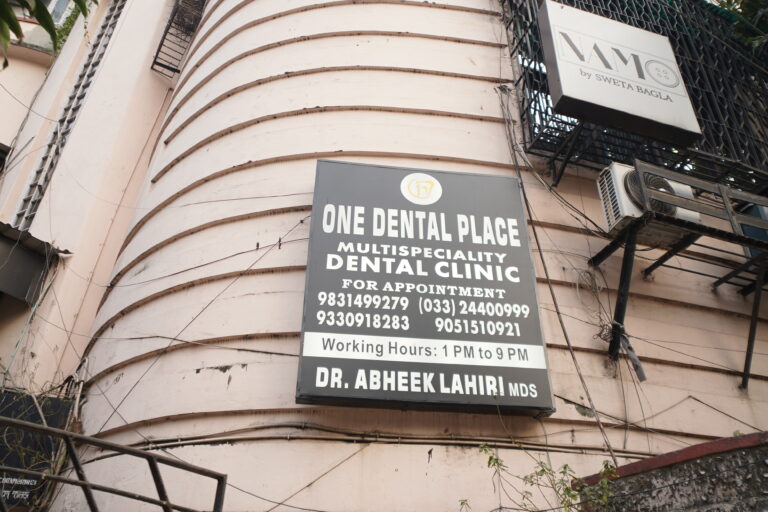 NAMO
by SWETA BAGLA
ONE DENTAL PLACE
MULTISPECIALITY
DENTAL CLINIC
FOR APPOINTMENT
9831499279 (033) 24400999
9330918283 9051510921
Working Hours: 1 PM to 9 PM
DR. ABHEEK LAHIRI MDS